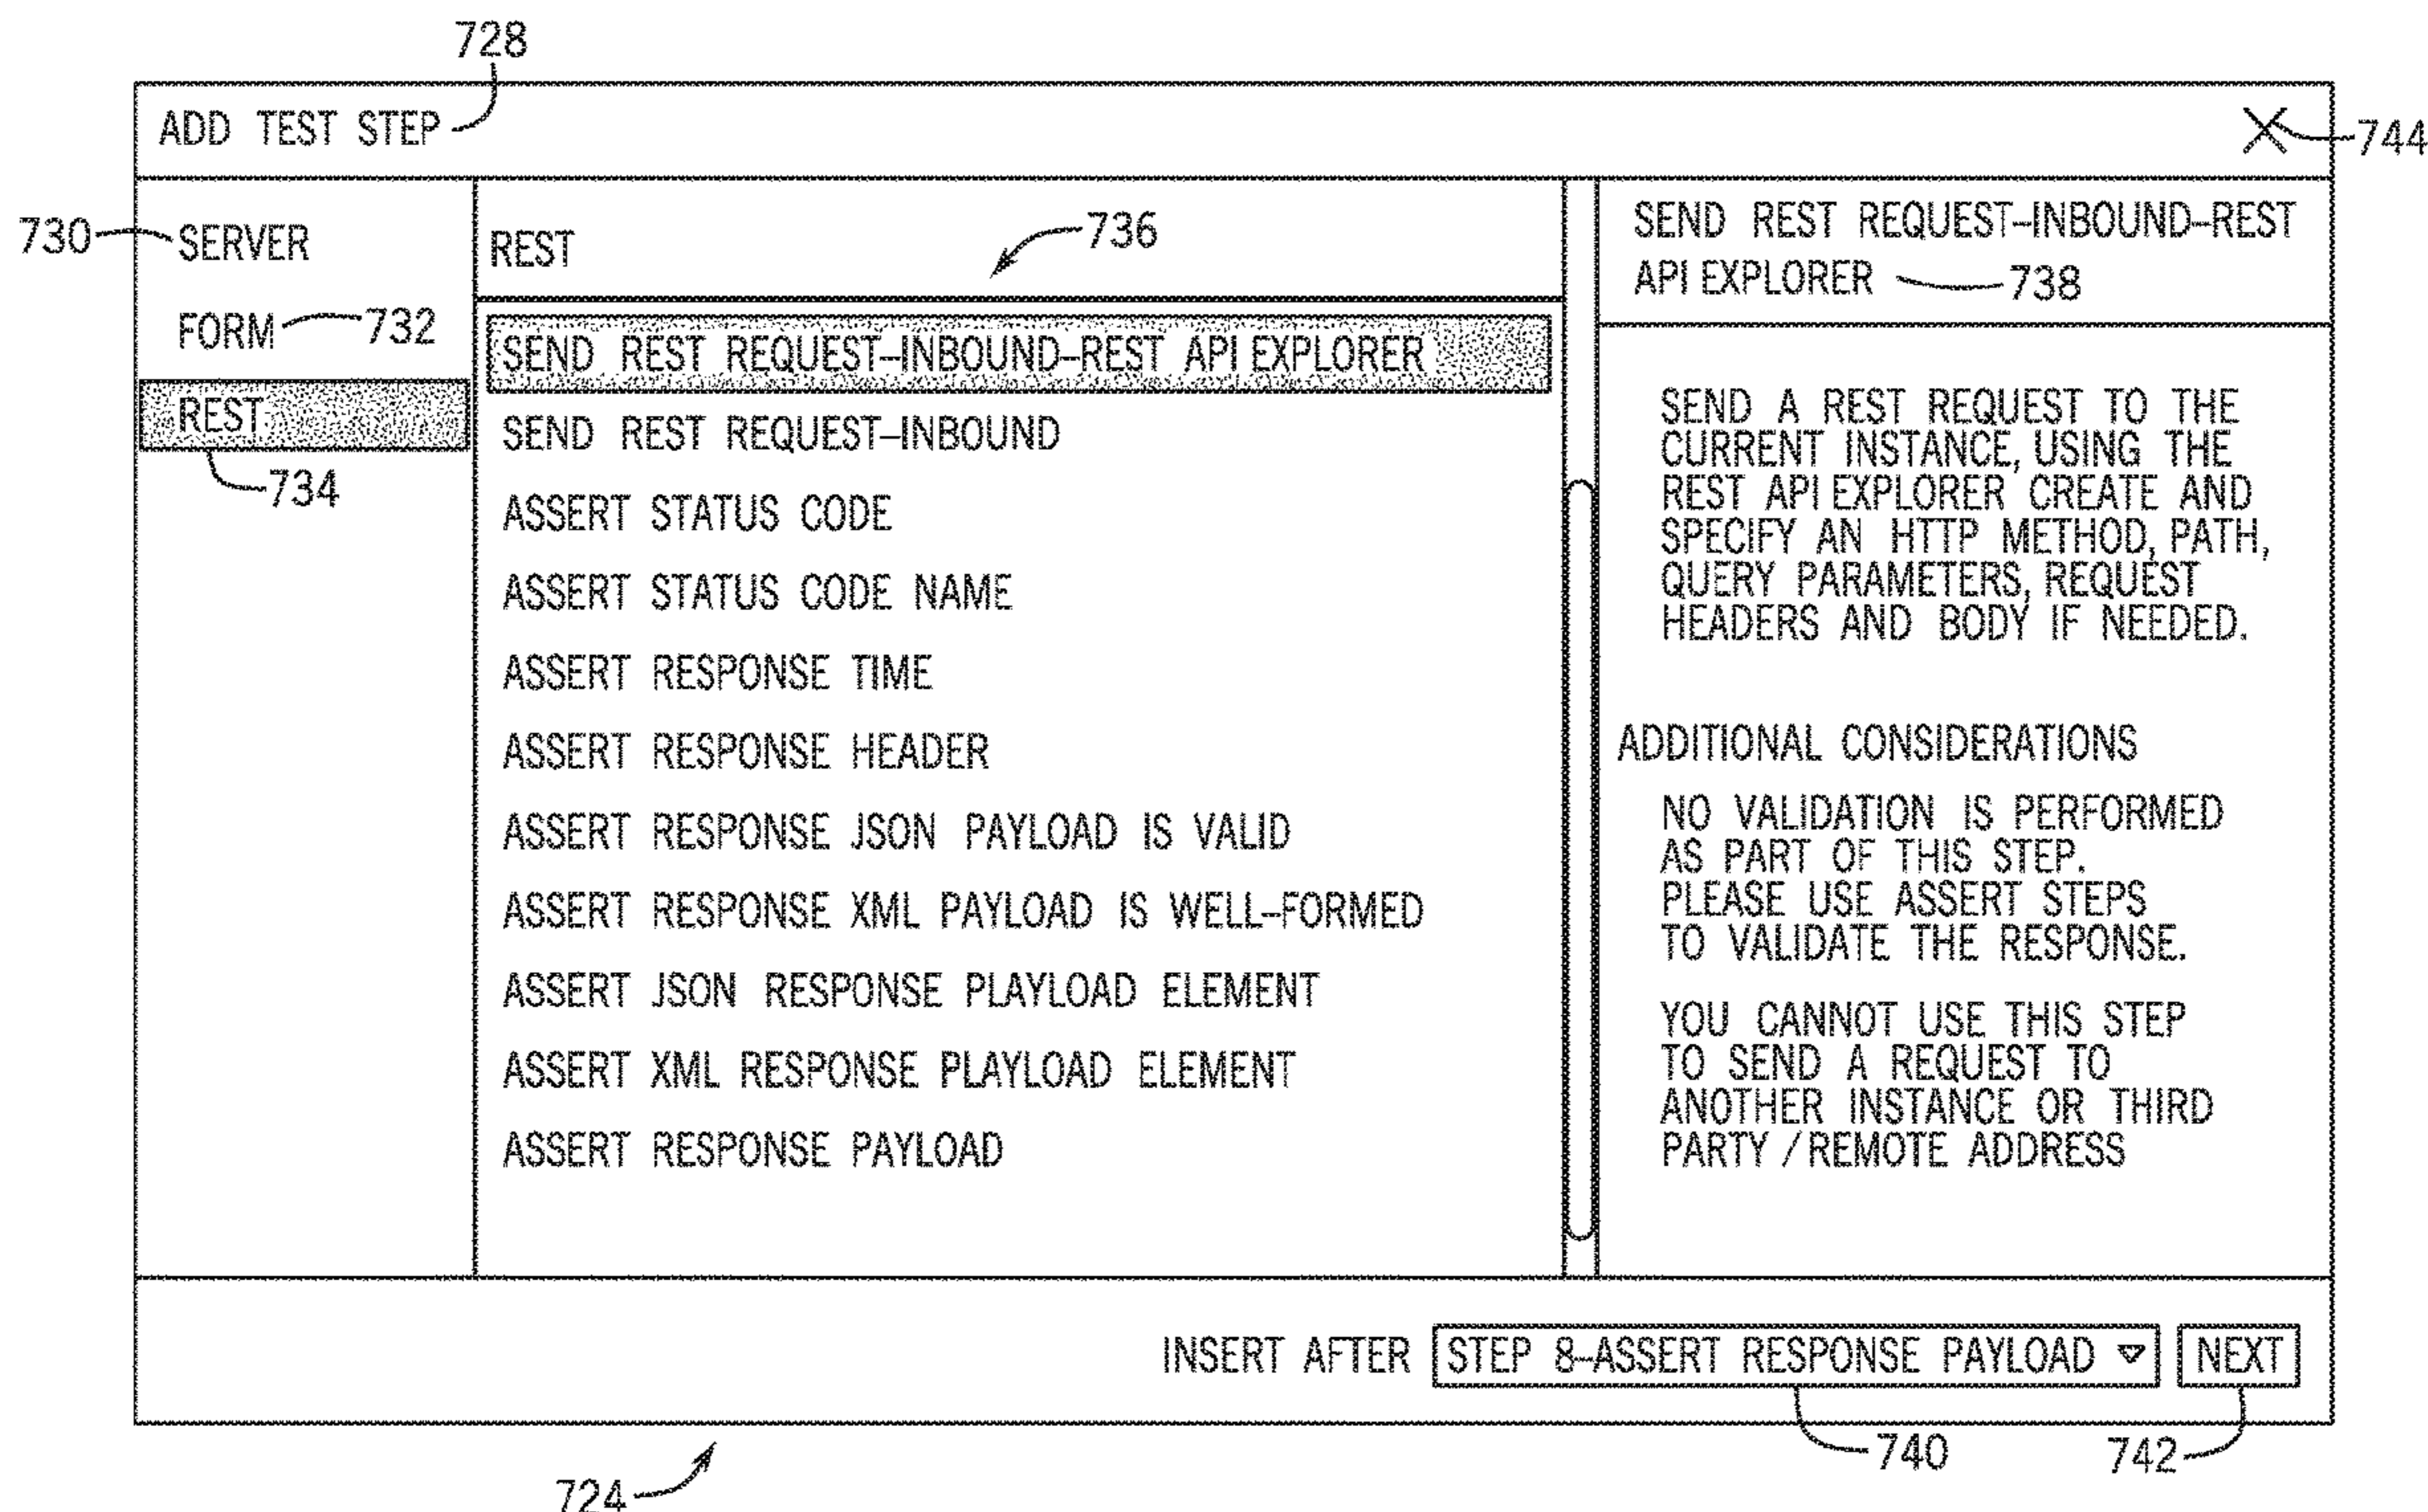 728
ADD TEST STEP
744
730
SERVER
FORM
732
REST
734
REST
736
SEND REST REQUEST–INBOUND–REST API EXPLORER
SEND REST REQUEST–INBOUND
ASSERT STATUS CODE
ASSERT STATUS CODE NAME
ASSERT RESPONSE TIME
ASSERT RESPONSE HEADER
ASSERT RESPONSE JSON PAYLOAD IS VALID
ASSERT RESPONSE XML PAYLOAD IS WELL–FORMED
ASSERT JSON RESPONSE PLAYLOAD ELEMENT
ASSERT XML RESPONSE PLAYLOAD ELEMENT
ASSERT RESPONSE PAYLOAD
SEND REST REQUEST–INBOUND–REST
API EXPLORER
738
SEND A REST REQUEST TO THE
CURRENT INSTANCE, USING THE
REST API EXPLORER CREATE AND
SPECIFY AN HTTP METHOD, PATH,
QUERY PARAMETERS, REQUEST
HEADERS AND BODY IF NEEDED.
ADDITIONAL CONSIDERATIONS
NO VALIDATION IS PERFORMED
AS PART OF THIS STEP.
PLEASE USE ASSERT STEPS
TO VALIDATE THE RESPONSE.
YOU CANNOT USE THIS STEP
TO SEND A REQUEST TO
ANOTHER INSTANCE OR THIRD
PARTY / REMOTE ADDRESS
INSERT AFTER
STEP 8–ASSERT RESPONSE PAYLOAD
NEXT
740
742
724